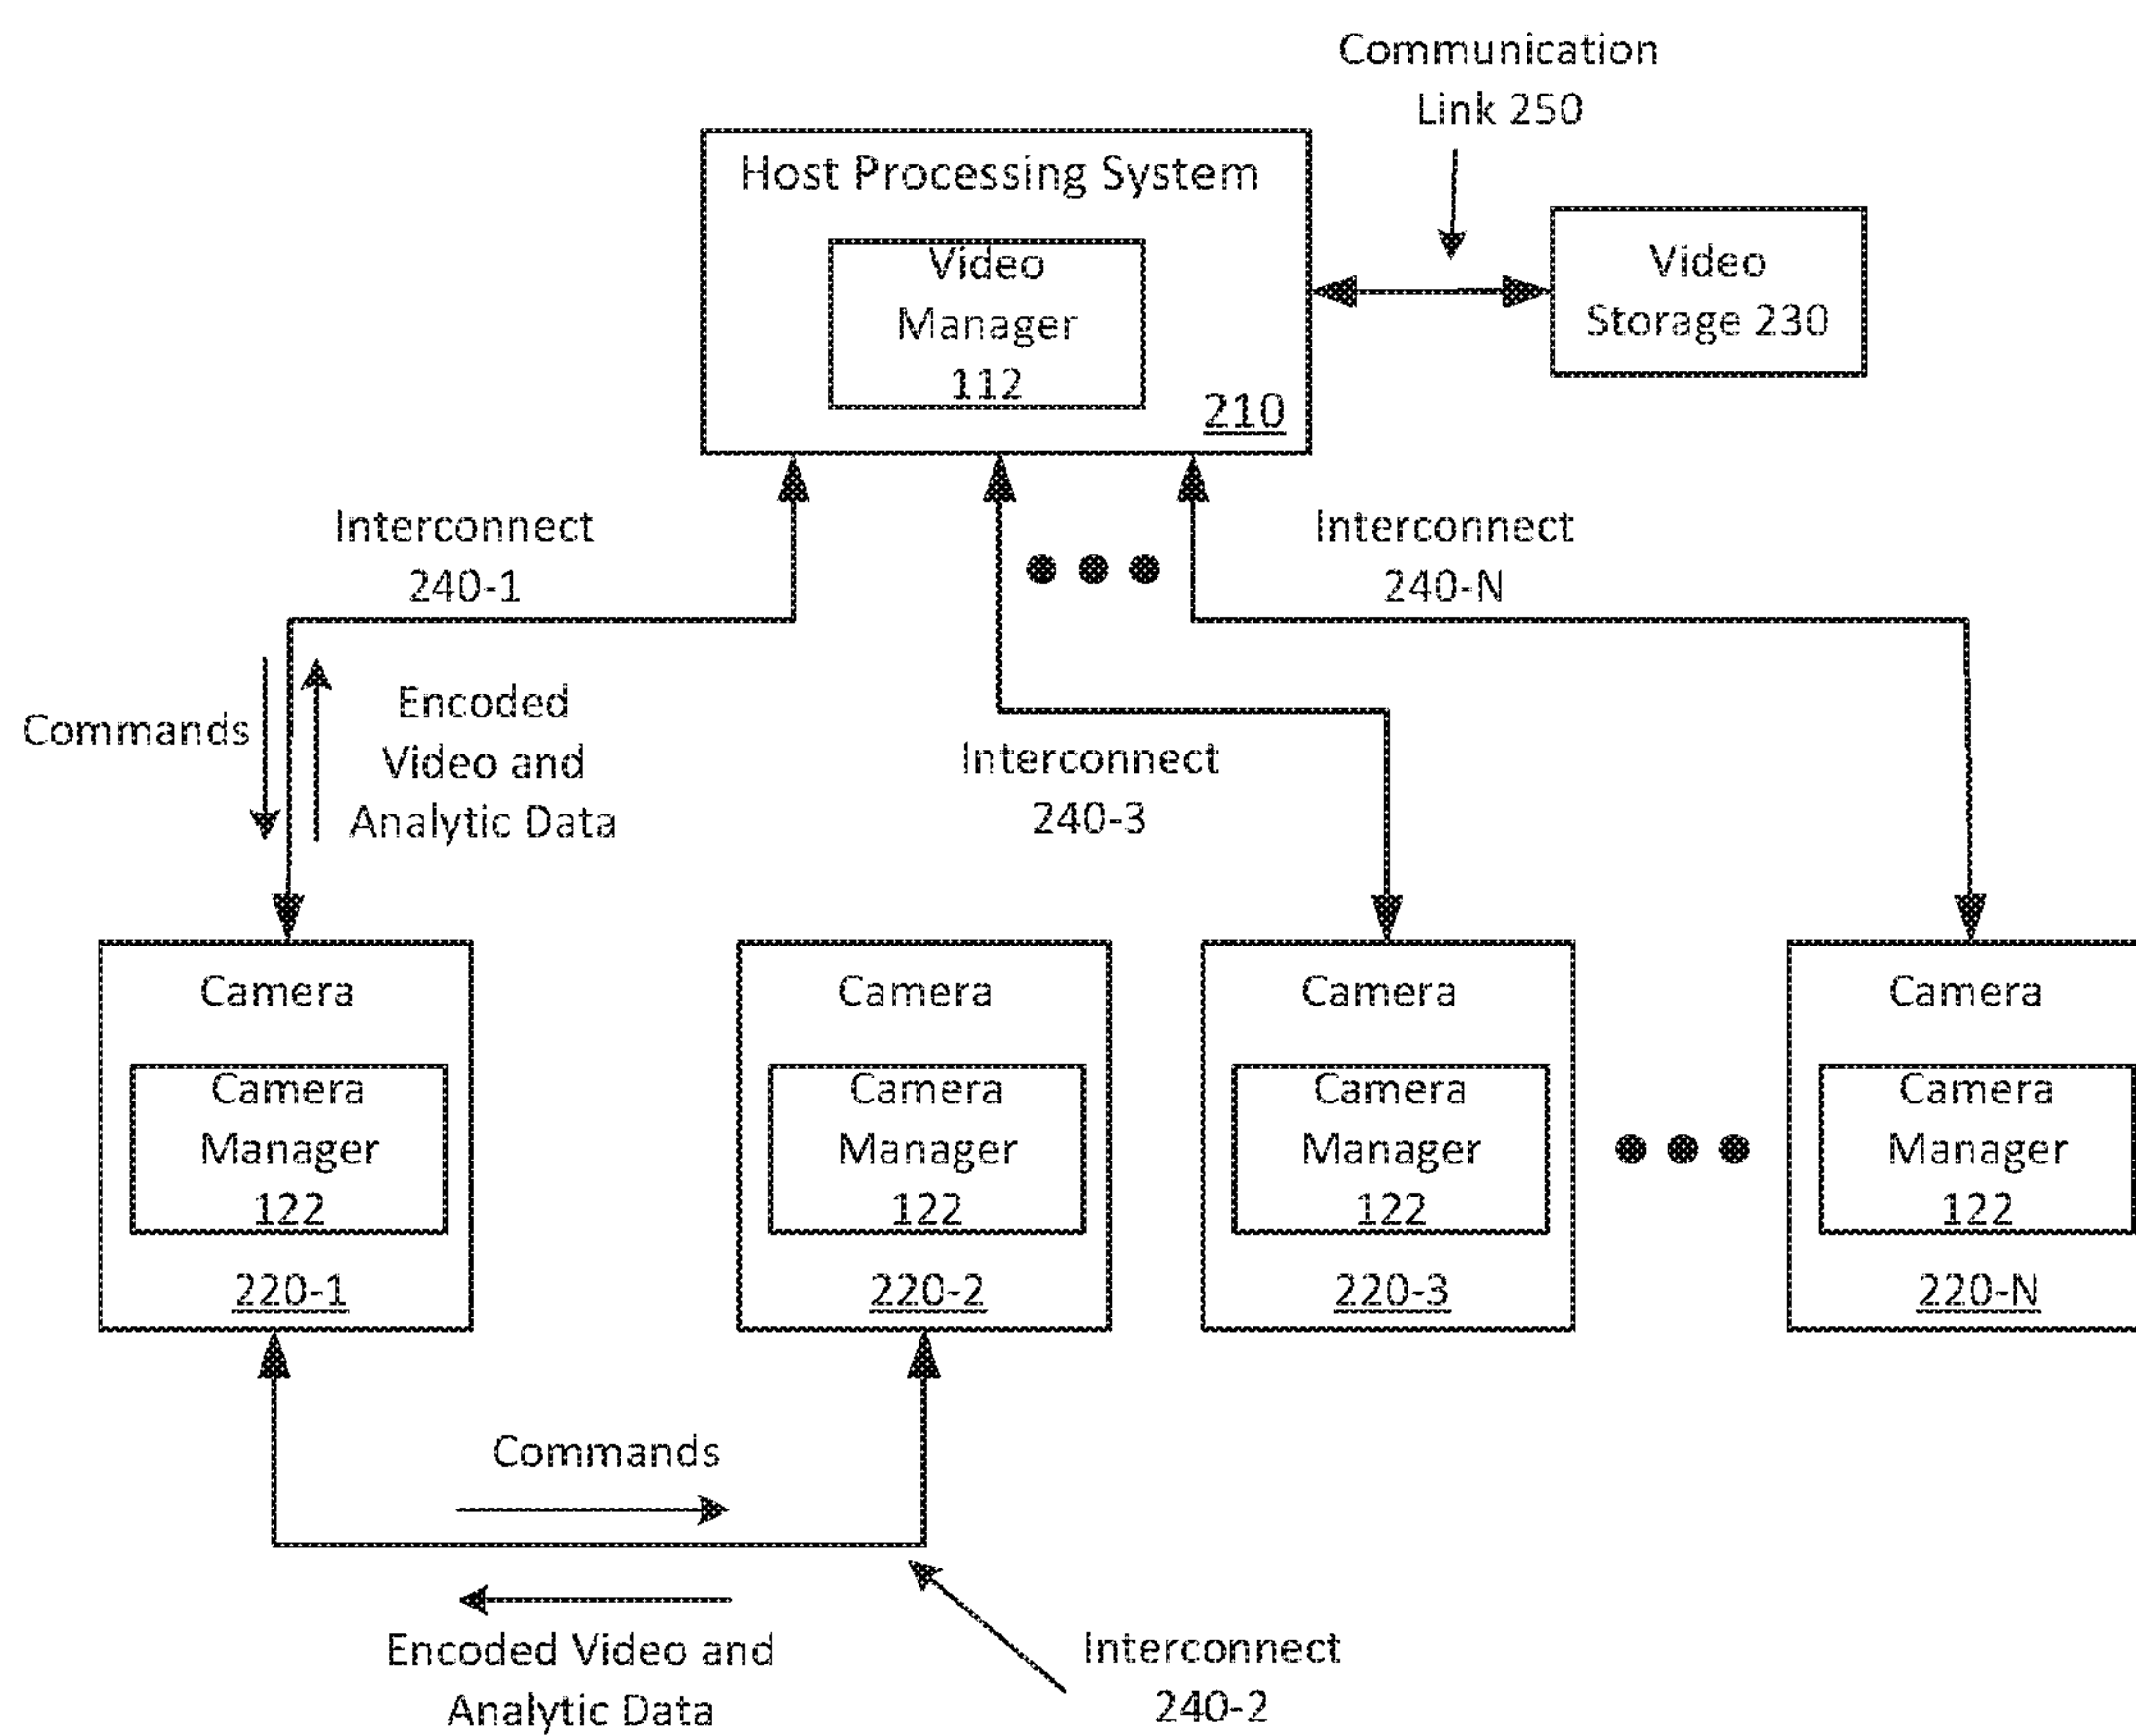 Communication
Link 250
Host Processing System
Video
Manager
112
210
Video
Storage 230
Interconnect
240-1
Interconnect
240-N
Commands
Encoded
Video and
Analytic Data
Interconnect
240-3
Camera
Camera
Manager
122
220-1
Camera
Camera
Manager
122
220-2
Camera
Camera
Manager
122
220-3
Camera
Camera
Manager
122
220-N
Commands
Encoded Video and
Analytic Data
Interconnect
240-2